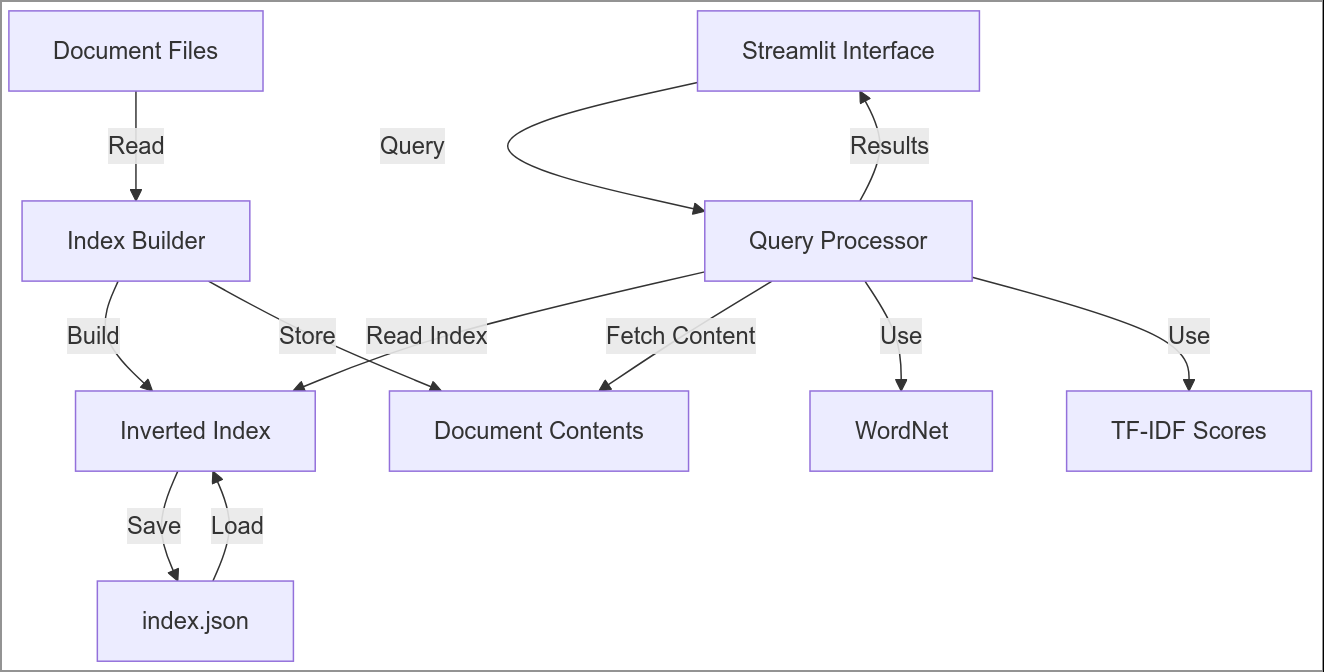 Document Files
Streamlit Interface
Read
Query
Results
Index Builder
Query Processor
Build
Store
Read Index
Fetch Content
Use
Use
Inverted Index
Document Contents
WordNet
TF-IDF Scores
Save
Load
index.json